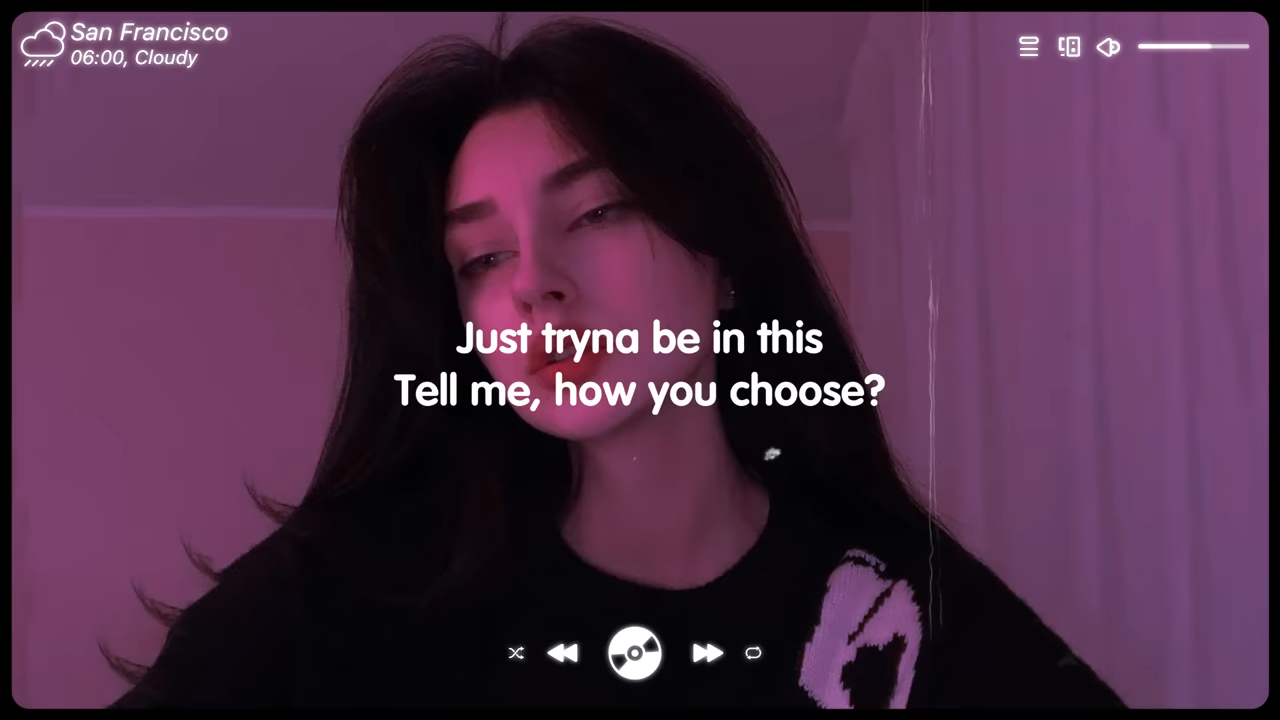 San Francisco
06:00, Cloudy
Just tryna be in this
Tell me, how you choose?